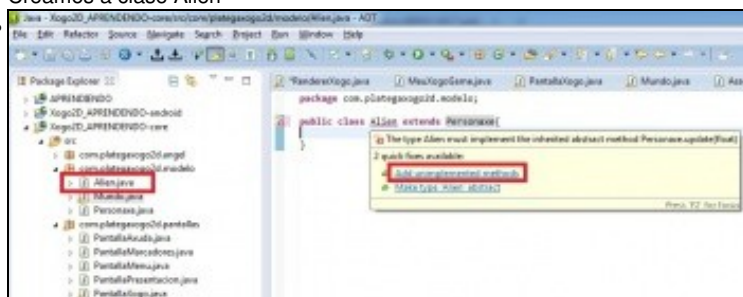 Creamos a clase Alien
Java - Xogo2D_APRENDENDO-core/src/com/plategaxogo2d/modelo/Alien.java - ADT
File Edit Refactor Source Navigate Search Project Run Window Help
Package Explorer
*RendererXogo.java MeuXogoGame.java PantallaXogo.java Mundo.java
APRENDENDO
Xogo2D_APRENDENDO-android
Xogo2D_APRENDENDO-core
src
com.plategaxogo2d.angel
com.plategaxogo2d.modelo
Alien.java
Mundo.java
Personaxe.java
com.plategaxogo2d.pantallas
PantallaAxuda.java
PantallaMarcadores.java
PantallaMenu.java
PantallaPresentacion.java
PantallaXogo.java
package com.plategaxogo2d.modelo;
public class Alien extends Personaxe{
}
The type Alien must implement the inherited abstract method Personaxe.update(float)
2 quick fixes available:
Add unimplemented methods
Make type 'Alien' abstract
Press 'F2' for focus